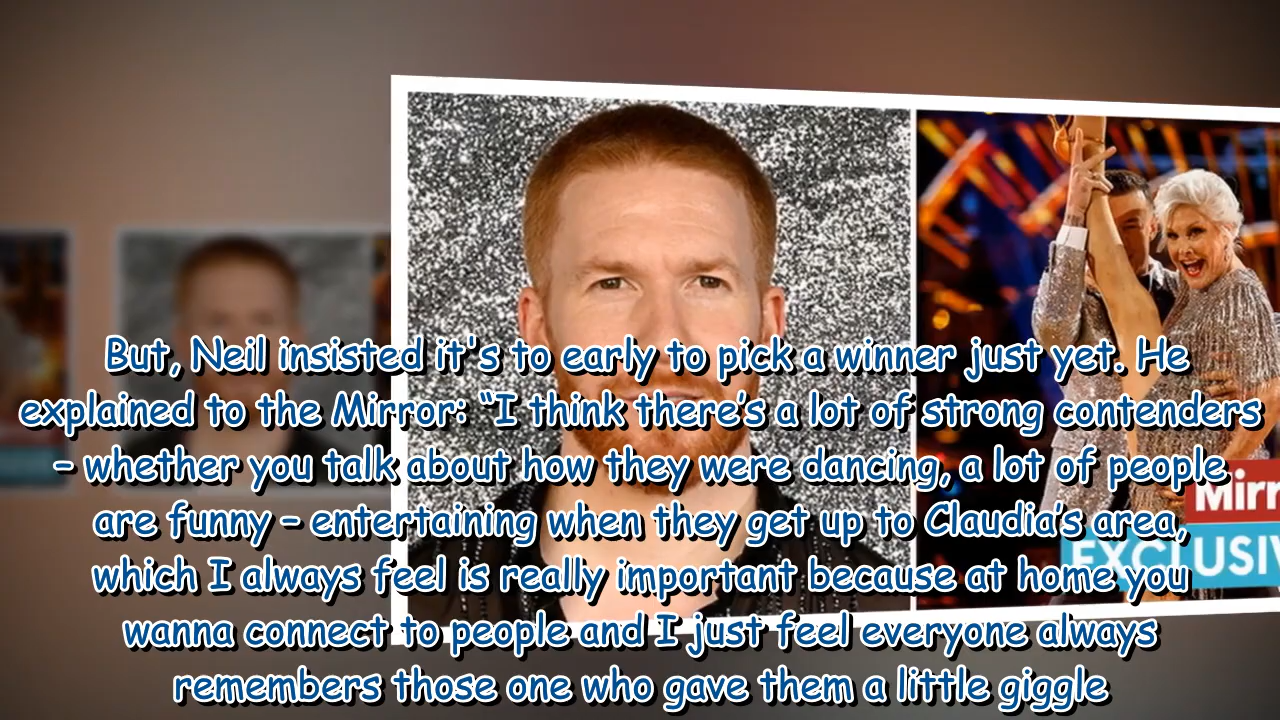 But, Neil insisted it's to early to pick a winner just yet. He
explained to the Mirror: “I think there’s a lot of strong contenders
– whether you talk about how they were dancing, a lot of people
are funny – entertaining when they get up to Claudia’s area,
which I always feel is really important because at home you
wanna connect to people and I just feel everyone always
remembers those one who gave them a little giggle
Mirr
EXCLUSIV